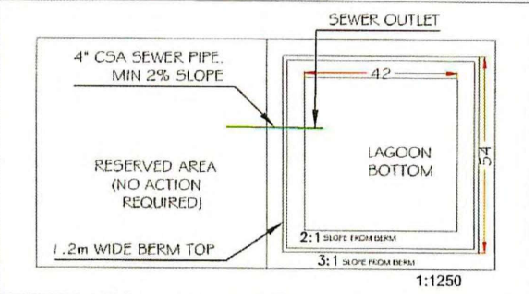 SEWER OUTLET
4" CSA SEWER PIPE.
MIN 2% SLOPE
42
RESERVED AREA
(NO ACTION
REQUIRED)
LAGOON
BOTTOM
54
1.2m WIDE BERM TOP
2:1 SLOPE FROM BERM
3:1 SLOPE FROM BERM
1:1250